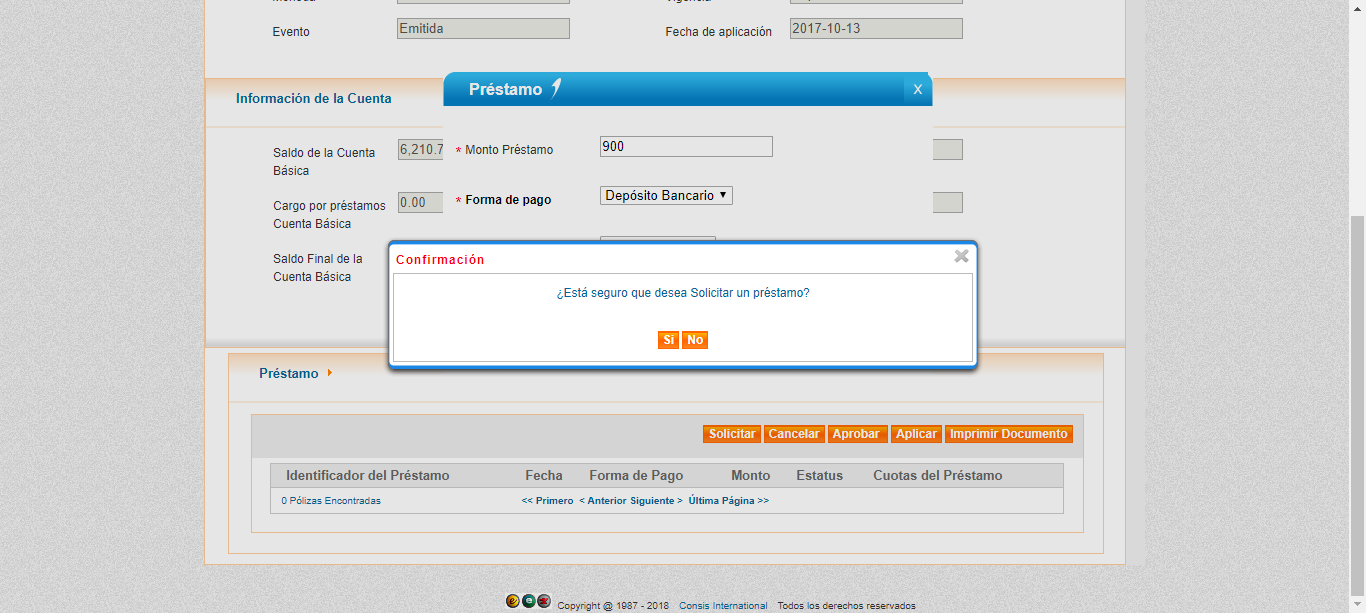 Evento Emitida Fecha de aplicación 2017-10-13
Préstamo X
Información de la Cuenta
Saldo de la Cuenta Básica 6,210.7
* Monto Préstamo 900
Cargo por préstamos Cuenta Básica 0.00
* Forma de pago Depósito Bancario
Saldo Final de la Cuenta Básica
Confirmación
¿Está seguro que desea Solicitar un préstamo?
Si No
Préstamo
Solicitar Cancelar Aprobar Aplicar Imprimir Documento
Identificador del Préstamo Fecha Forma de Pago Monto Estatus Cuotas del Préstamo
0 Pólizas Encontradas << Primero < Anterior Siguiente > Última Página >>
Copyright @ 1987 - 2018 Consis International Todos los derechos reservados